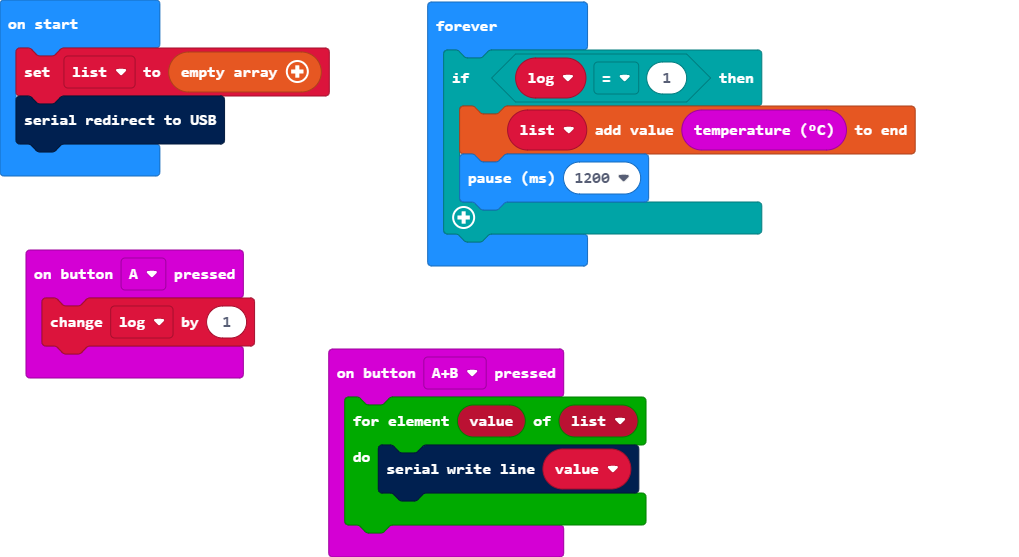 on start
set list to empty array
serial redirect to USB
forever
if log = 1 then
list add value temperature (ºC) to end
pause (ms) 1200
on button A pressed
change log by 1
on button A+B pressed
for element value of list
do serial write line value